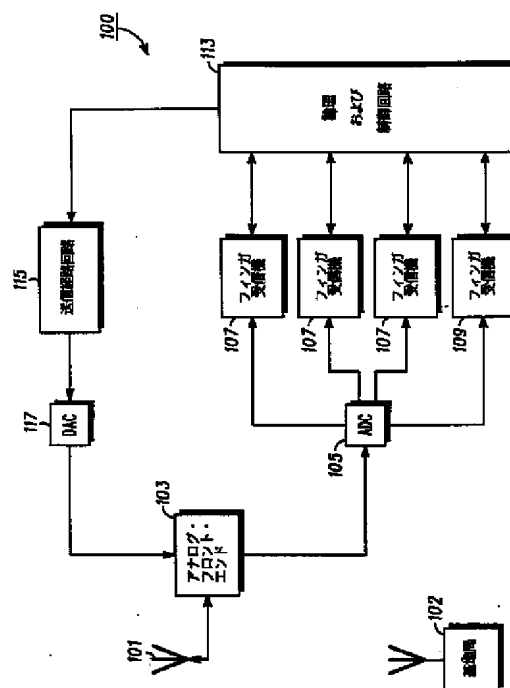 100
113
論理
および
制御回路
115
送信経路回路
117
DAC
107
フィンガ
受信機
107
フィンガ
受信機
107
フィンガ
受信機
109
フィンガ
受信機
105
ADC
103
アナログ・
フロント・
エンド
101
102
基地局